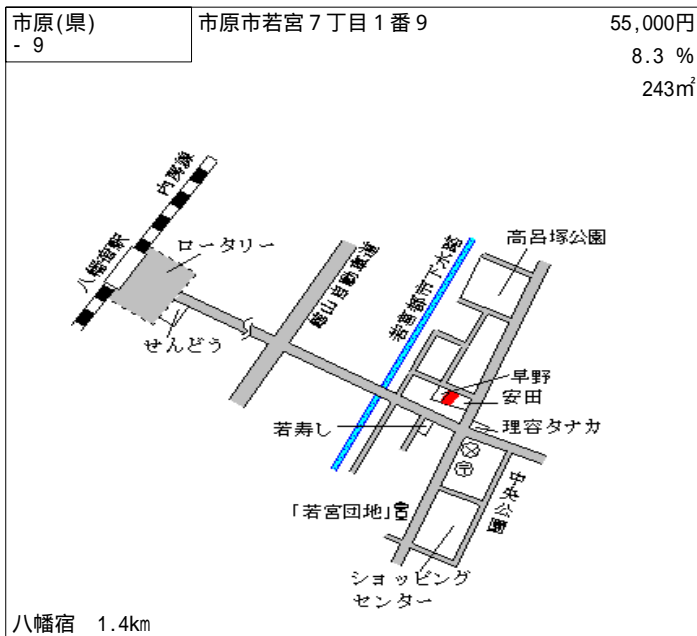 市原(県)
- 9
市原市若宮7丁目1番9
55,000円
8.3 %
243㎡
内房線
八幡宿駅
ロータリー
せんどう
館山自動車道
若宮都市下水路
高呂塚公園
早野
安田
理容タナカ
若寿し
中央公園
「若宮団地」
ショッピング
センター
八幡宿 1.4km